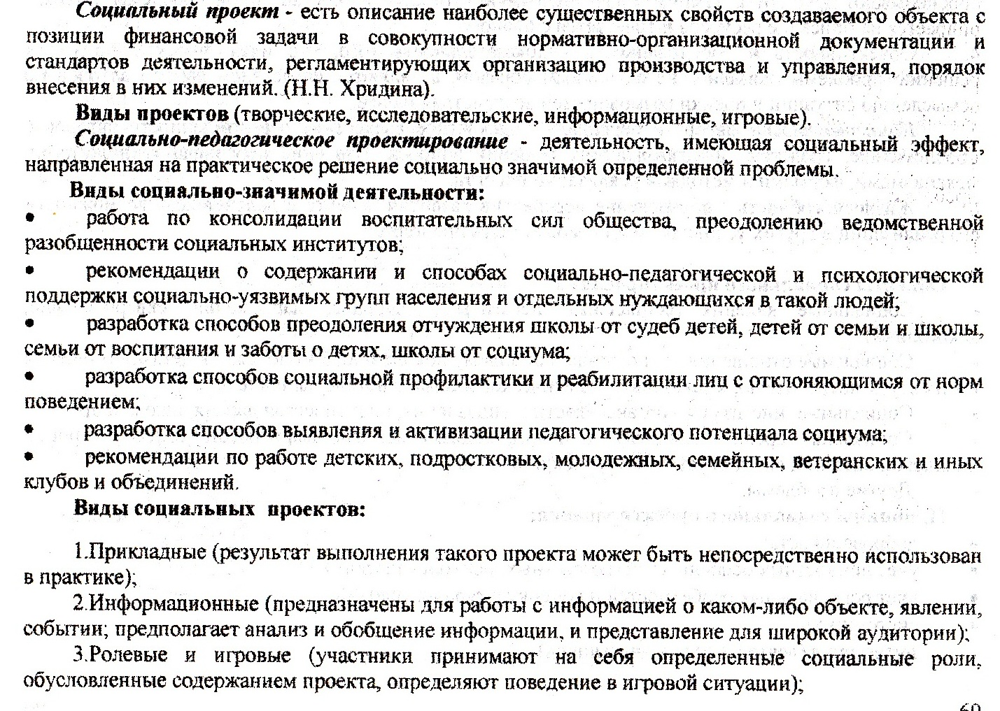 Социальный проект - есть описание наиболее существенных свойств создаваемого объекта с
позиции финансовой задачи в совокупности нормативно-организационной документации и
стандартов деятельности, регламентирующих организацию производства и управления, порядок
внесения в них изменений. (Н.Н. Хридина).
Виды проектов (творческие, исследовательские, информационные, игровые).
Социально-педагогическое проектирование - деятельность, имеющая социальный эффект,
направленная на практическое решение социально значимой определенной проблемы.
Виды социально-значимой деятельности:
• работа по консолидации воспитательных сил общества, преодолению ведомственной
разобщенности социальных институтов;
• рекомендации о содержании и способах социально-педагогической и психологической
поддержки социально-уязвимых групп населения и отдельных нуждающихся в такой людей;
• разработка способов преодоления отчуждения школы от судеб детей, детей от семьи и школы,
семьи от воспитания и заботы о детях, школы от социума;
• разработка способов социальной профилактики и реабилитации лиц с отклоняющимся от норм
поведением;
• разработка способов выявления и активизации педагогического потенциала социума;
• рекомендации по работе детских, подростковых, молодежных, семейных, ветеранских и иных
клубов и объединений.
Виды социальных проектов:
1.Прикладные (результат выполнения такого проекта может быть непосредственно использован
в практике);
2.Информационные (предназначены для работы с информацией о каком-либо объекте, явлении,
событии; предполагает анализ и обобщение информации, и представление для широкой аудитории);
3.Ролевые и игровые (участники принимают на себя определенные социальные роли,
обусловленные содержанием проекта, определяют поведение в игровой ситуации);